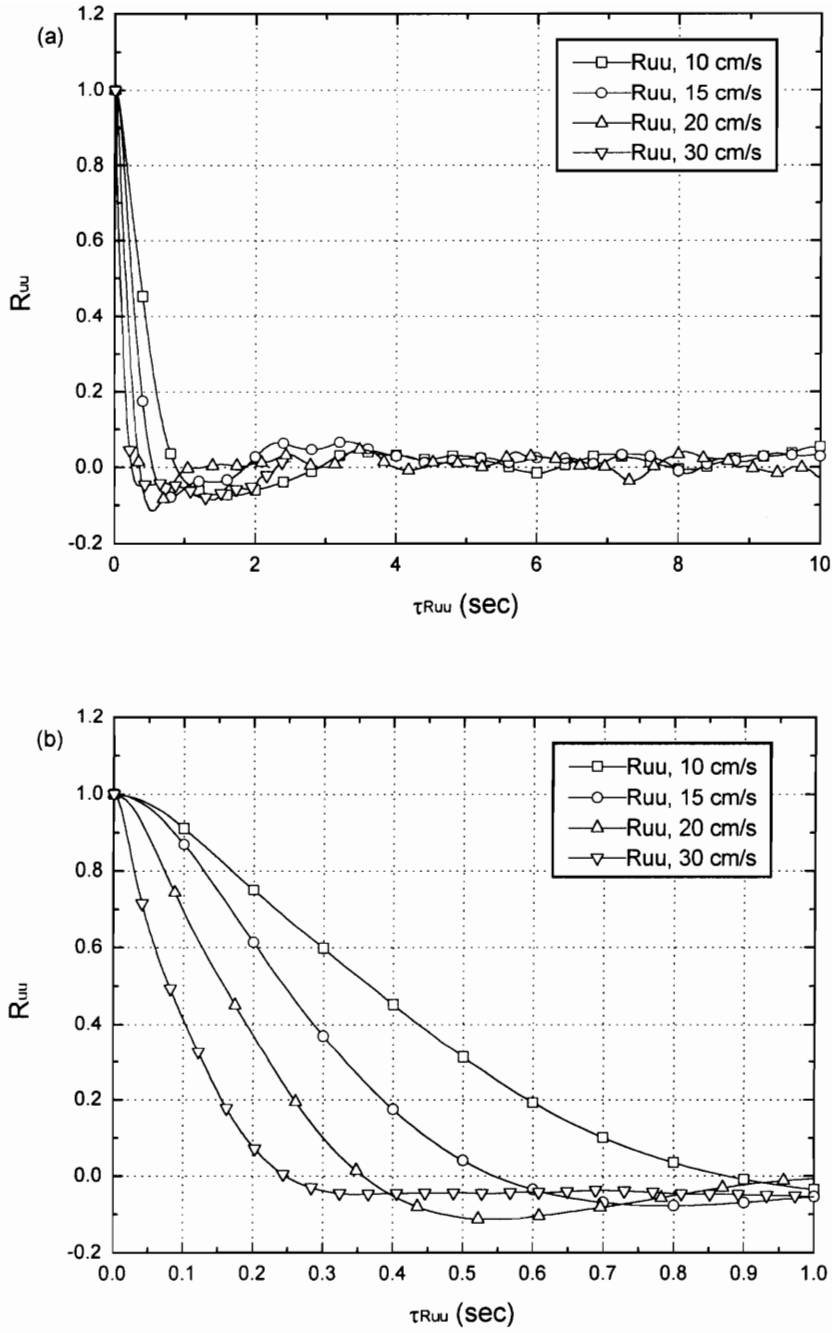 (a)
1.2
1.0
0.8
0.6
0.4
0.2
0.0
-0.2
Ruu
Ruu, 10 cm/s
Ruu, 15 cm/s
Ruu, 20 cm/s
Ruu, 30 cm/s
0 2 4 6 8 10
τRuu (sec)
(b)
1.2
1.0
0.8
0.6
0.4
0.2
0.0
-0.2
Ruu
Ruu, 10 cm/s
Ruu, 15 cm/s
Ruu, 20 cm/s
Ruu, 30 cm/s
0.0 0.1 0.2 0.3 0.4 0.5 0.6 0.7 0.8 0.9 1.0
τRuu (sec)